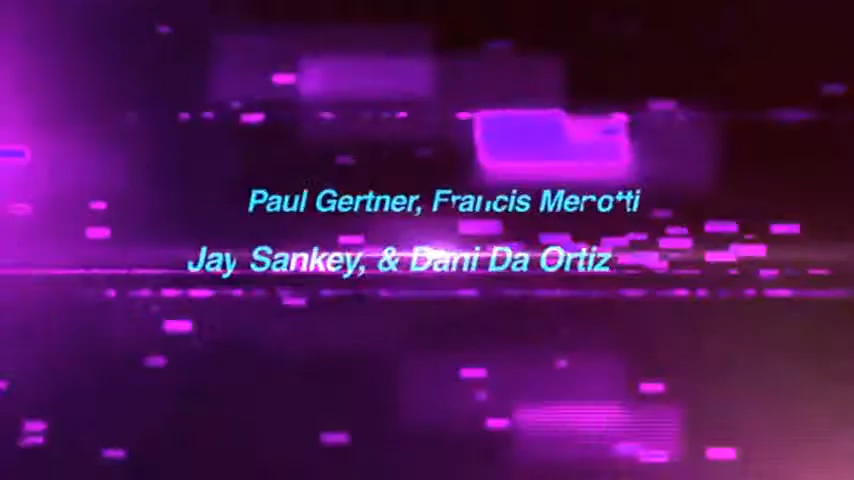 Paul Gertner, Francis Menotti
Jay Sankey, & Dani Da Ortiz